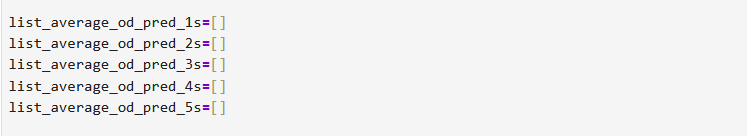 list_average_od_pred_1s=[]
list_average_od_pred_2s=[]
list_average_od_pred_3s=[]
list_average_od_pred_4s=[]
list_average_od_pred_5s=[]